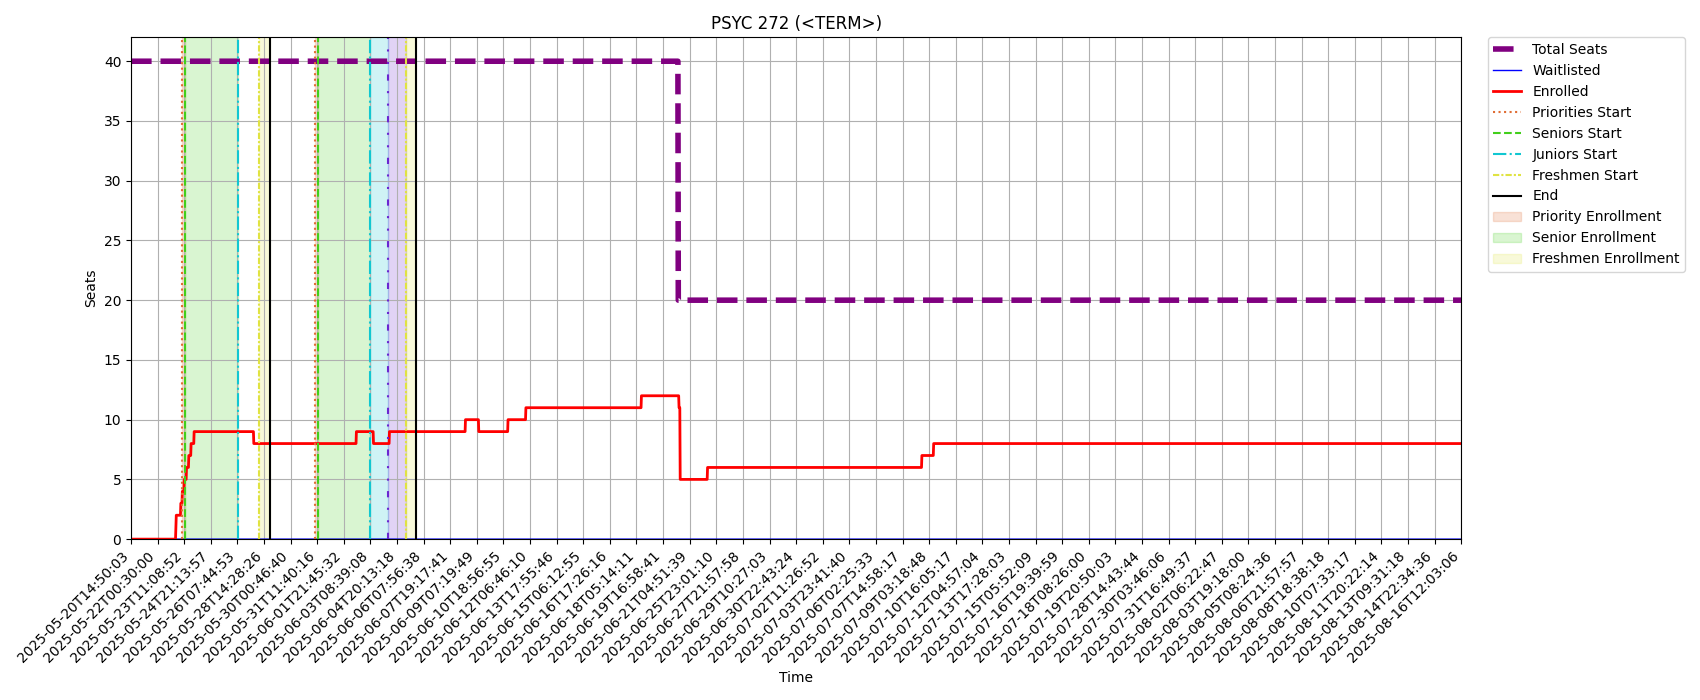 PSYC 272 (<TERM>)
Seats
40
35
30
25
20
15
10
5
0
2025-05-20T14:50:03
2025-05-22T00:30:00
2025-05-23T11:08:52
2025-05-24T21:13:57
2025-05-26T07:44:53
2025-05-28T14:28:26
2025-05-30T00:46:40
2025-05-31T11:40:16
2025-06-01T21:45:32
2025-06-03T08:39:08
2025-06-04T20:13:18
2025-06-06T07:56:38
2025-06-07T19:17:41
2025-06-09T07:19:49
2025-06-10T18:56:55
2025-06-12T06:46:10
2025-06-13T17:55:46
2025-06-15T06:12:55
2025-06-16T17:26:16
2025-06-18T05:14:11
2025-06-19T16:58:41
2025-06-21T04:51:39
2025-06-25T23:01:10
2025-06-27T21:57:58
2025-06-29T10:27:03
2025-06-30T22:43:24
2025-07-02T11:26:52
2025-07-03T23:41:40
2025-07-06T02:25:33
2025-07-07T14:58:17
2025-07-09T03:18:48
2025-07-10T16:05:17
2025-07-12T04:57:04
2025-07-13T17:28:03
2025-07-15T05:52:09
2025-07-16T19:39:59
2025-07-18T08:26:00
2025-07-19T20:50:03
2025-07-28T14:43:44
2025-07-30T03:46:06
2025-07-31T16:49:37
2025-08-02T06:22:47
2025-08-03T19:18:00
2025-08-05T08:24:36
2025-08-06T21:57:57
2025-08-08T18:38:18
2025-08-10T07:33:17
2025-08-11T20:22:14
2025-08-13T09:31:18
2025-08-14T22:34:36
2025-08-16T12:03:06
Time
Total Seats
Waitlisted
Enrolled
Priorities Start
Seniors Start
Juniors Start
Freshmen Start
End
Priority Enrollment
Senior Enrollment
Freshmen Enrollment